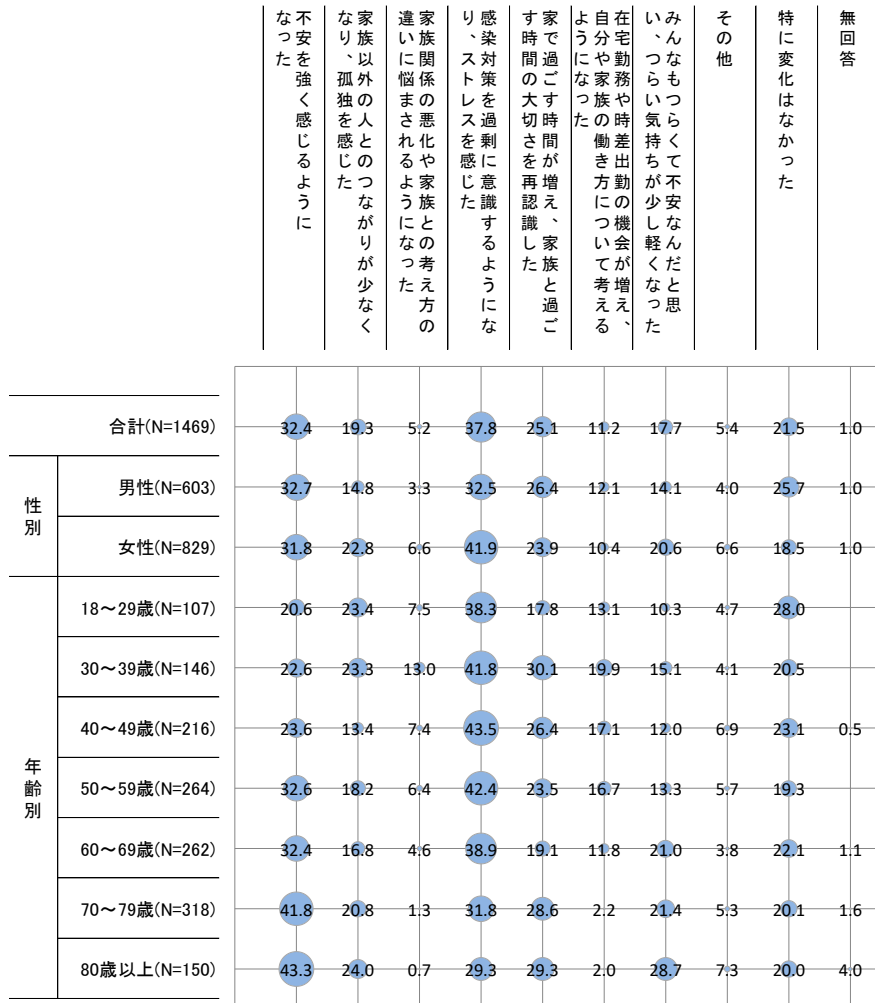 不安を強く感じるように
なった
家族以外の人とのつながりが少なく
なり、孤独を感じた
家族関係の悪化や家族との考え方の
違いに悩まされるようになった
感染対策を過剰に意識するようにな
り、ストレスを感じた
家で過ごす時間が増え、家族と過ご
す時間の大切さを再認識した
在宅勤務や時差出勤の機会が増え、
自分や家族の働き方について考える
ようになった
みんなもつらくて不安なんだと思
い、つらい気持ちが少し軽くなった
その他
特に変化はなかった
無回答
合計(N=1469) 32.4 19.3 5.2 37.8 25.1 11.2 17.7 5.4 21.5 1.0
性別
男性(N=603) 32.7 14.8 3.3 32.5 26.4 12.1 14.1 4.0 25.7 1.0
女性(N=829) 31.8 22.8 6.6 41.9 23.9 10.4 20.6 6.6 18.5 1.0
年齢別
18～29歳(N=107) 20.6 23.4 7.5 38.3 17.8 13.1 10.3 4.7 28.0
30～39歳(N=146) 22.6 23.3 13.0 41.8 30.1 19.9 15.1 4.1 20.5
40～49歳(N=216) 23.6 13.4 7.4 43.5 26.4 17.1 12.0 6.9 23.1 0.5
50～59歳(N=264) 32.6 18.2 6.4 42.4 23.5 16.7 13.3 5.7 19.3
60～69歳(N=262) 32.4 16.8 4.6 38.9 19.1 11.8 21.0 3.8 22.1 1.1
70～79歳(N=318) 41.8 20.8 1.3 31.8 28.6 2.2 21.4 5.3 20.1 1.6
80歳以上(N=150) 43.3 24.0 0.7 29.3 29.3 2.0 28.7 7.3 20.0 4.0